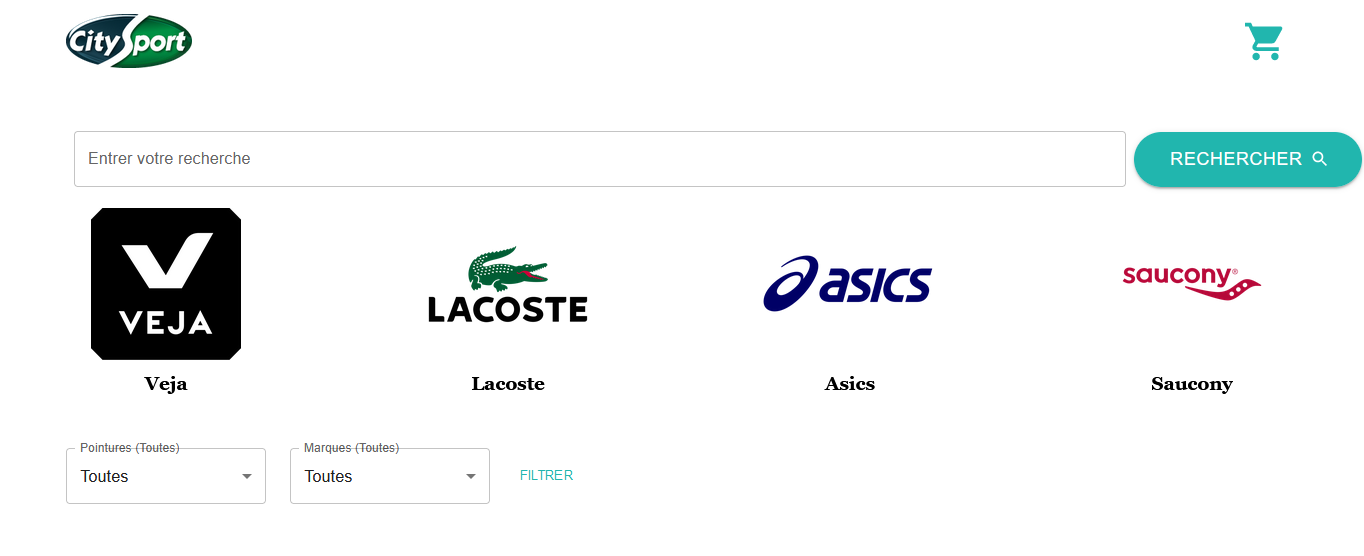 CitySport
Entrer votre recherche
RECHERCHER
VEJA
LACOSTE
asics
saucony®
Veja
Lacoste
Asics
Saucony
Pointures (Toutes)
Marques (Toutes)
Toutes
Toutes
FILTRER